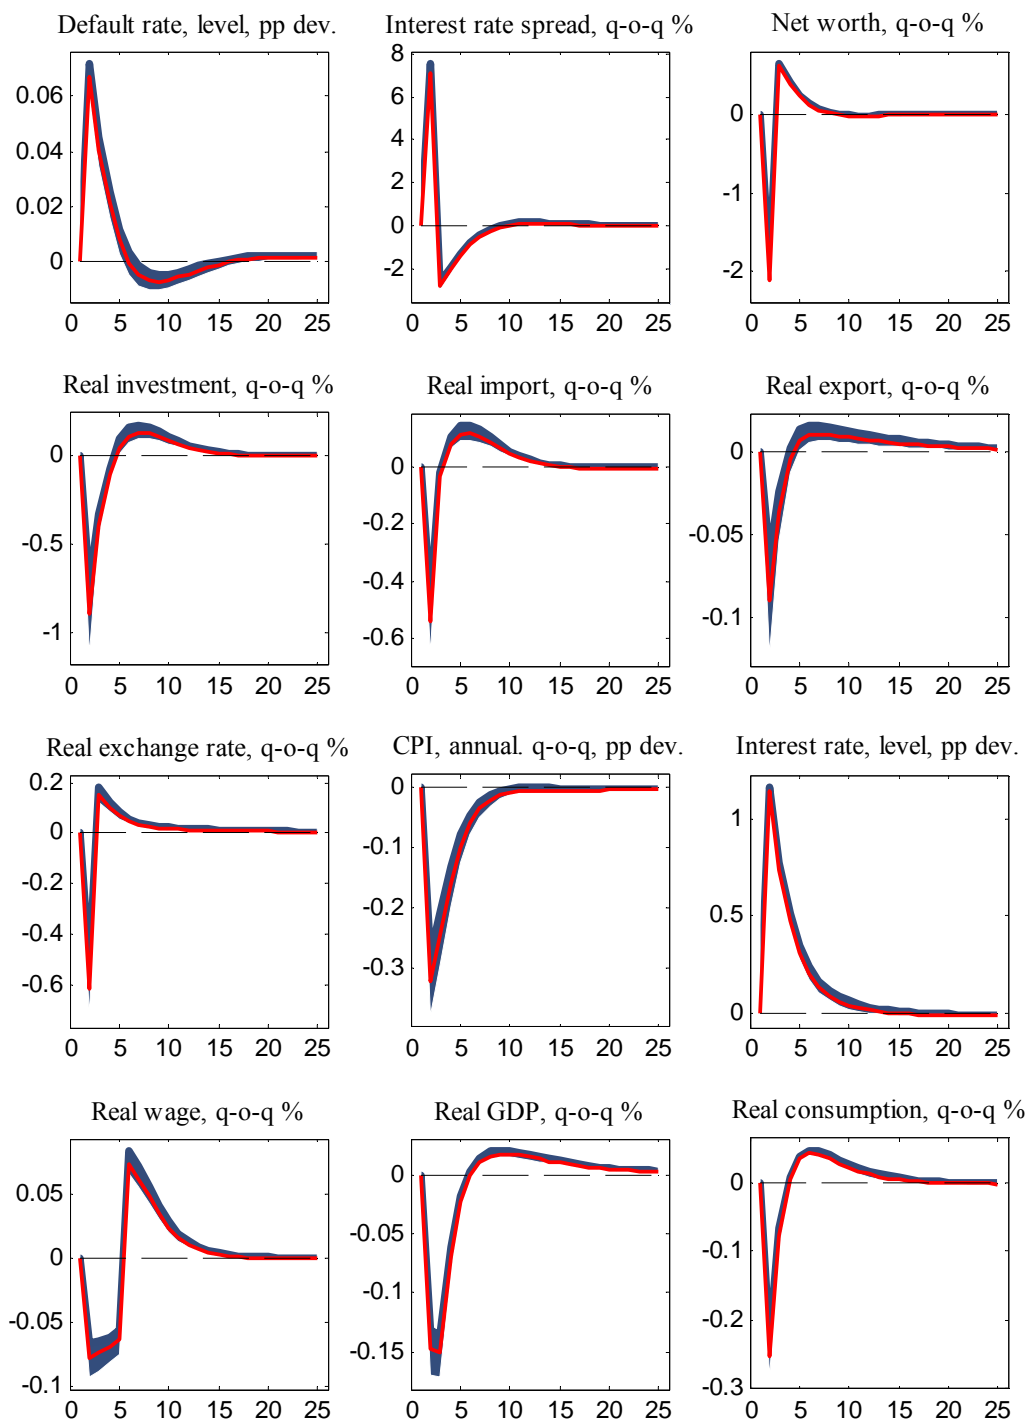 Default rate, level, pp dev.
0.06
0.04
0.02
0
0 5 10 15 20 25
Interest rate spread, q-o-q %
8
6
4
2
0
-2
0 5 10 15 20 25
Net worth, q-o-q %
0
-1
-2
0 5 10 15 20 25
Real investment, q-o-q %
0
-0.5
-1
0 5 10 15 20 25
Real import, q-o-q %
0
-0.2
-0.4
-0.6
0 5 10 15 20 25
Real export, q-o-q %
0
-0.05
-0.1
0 5 10 15 20 25
Real exchange rate, q-o-q %
0.2
0
-0.2
-0.4
-0.6
0 5 10 15 20 25
CPI, annual. q-o-q, pp dev.
0
-0.1
-0.2
-0.3
0 5 10 15 20 25
Interest rate, level, pp dev.
1
0.5
0
0 5 10 15 20 25
Real wage, q-o-q %
0.05
0
-0.05
-0.1
0 5 10 15 20 25
Real GDP, q-o-q %
0
-0.05
-0.1
-0.15
0 5 10 15 20 25
Real consumption, q-o-q %
0
-0.1
-0.2
-0.3
0 5 10 15 20 25